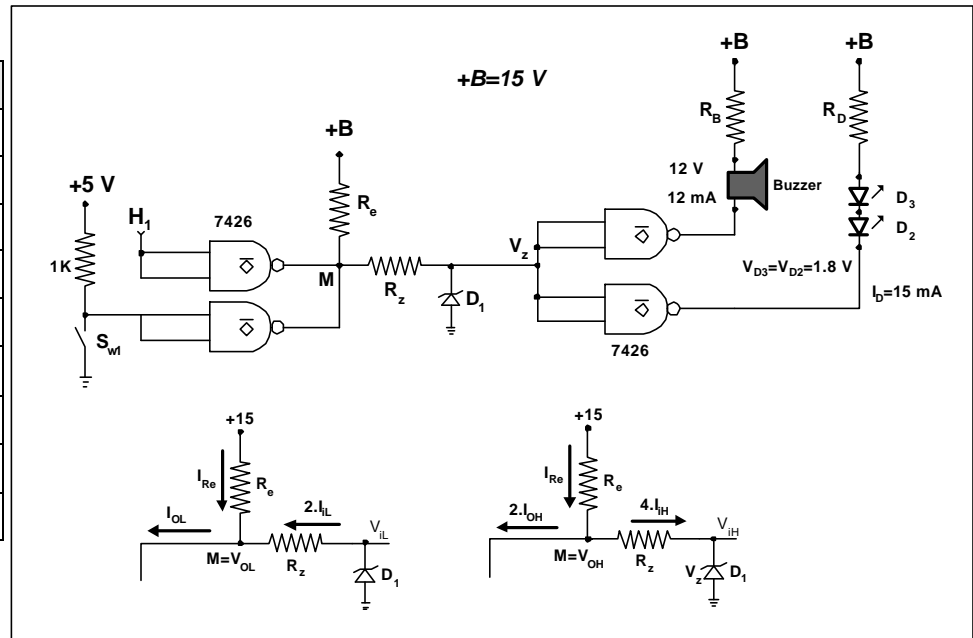 +B=15 V
+B
+B
R_B
R_D
+B
+5 V
H_1
7426
R_e
12 V
12 mA
Buzzer
D_3
D_2
1K
M
R_z
D_1
V_z
V_D3=V_D2=1.8 V
I_D=15 mA
S_w1
7426
+15
+15
I_Re
R_e
I_Re
R_e
I_OL
2.I_iL
V_iL
2.I_OH
4.I_iH
V_iH
M=V_OL
R_z
D_1
M=V_OH
R_z
V_z
D_1